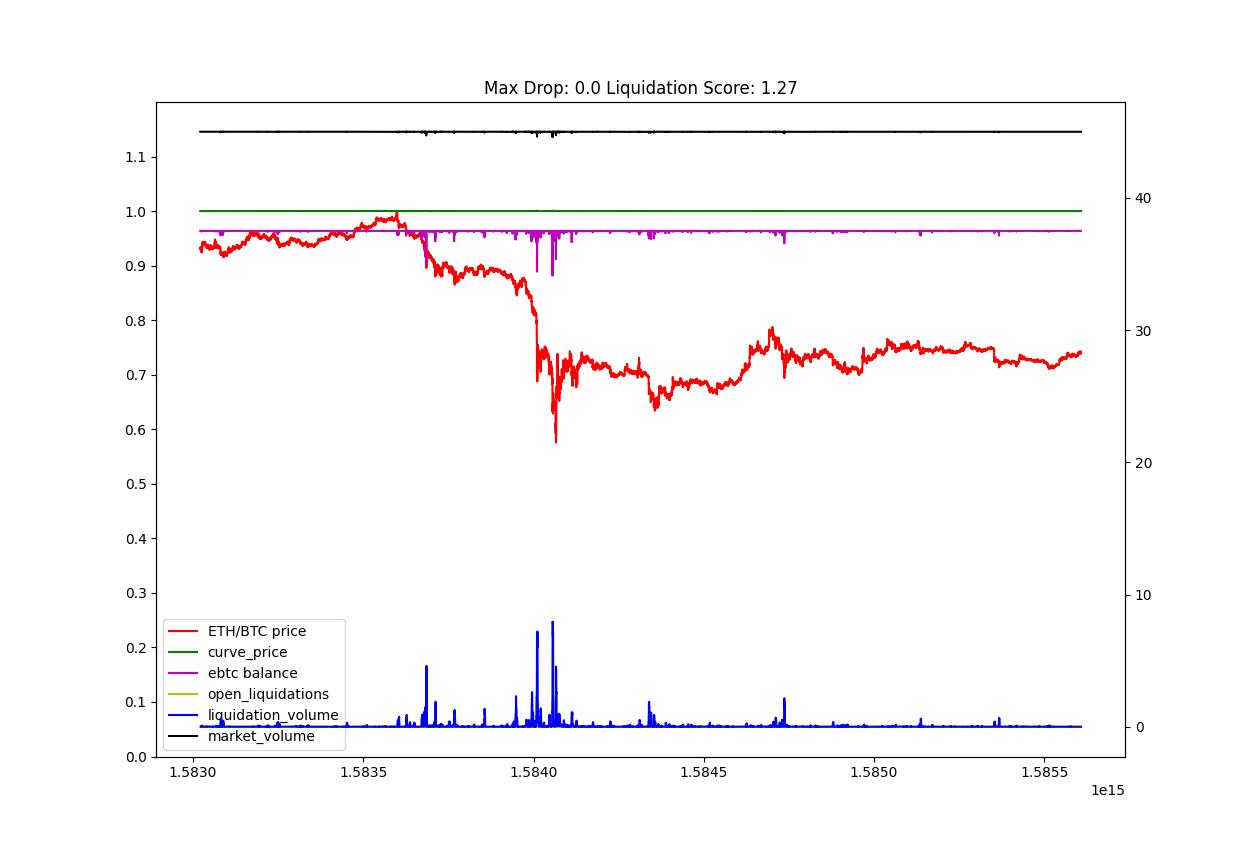 Max Drop: 0.0 Liquidation Score: 1.27
1.1
1.0
0.9
0.8
0.7
0.6
0.5
0.4
0.3
0.2
0.1
0.0
40
30
20
10
0
ETH/BTC price
curve_price
ebtc balance
open_liquidations
liquidation_volume
market_volume
1.5830
1.5835
1.5840
1.5845
1.5850
1.5855
1e15